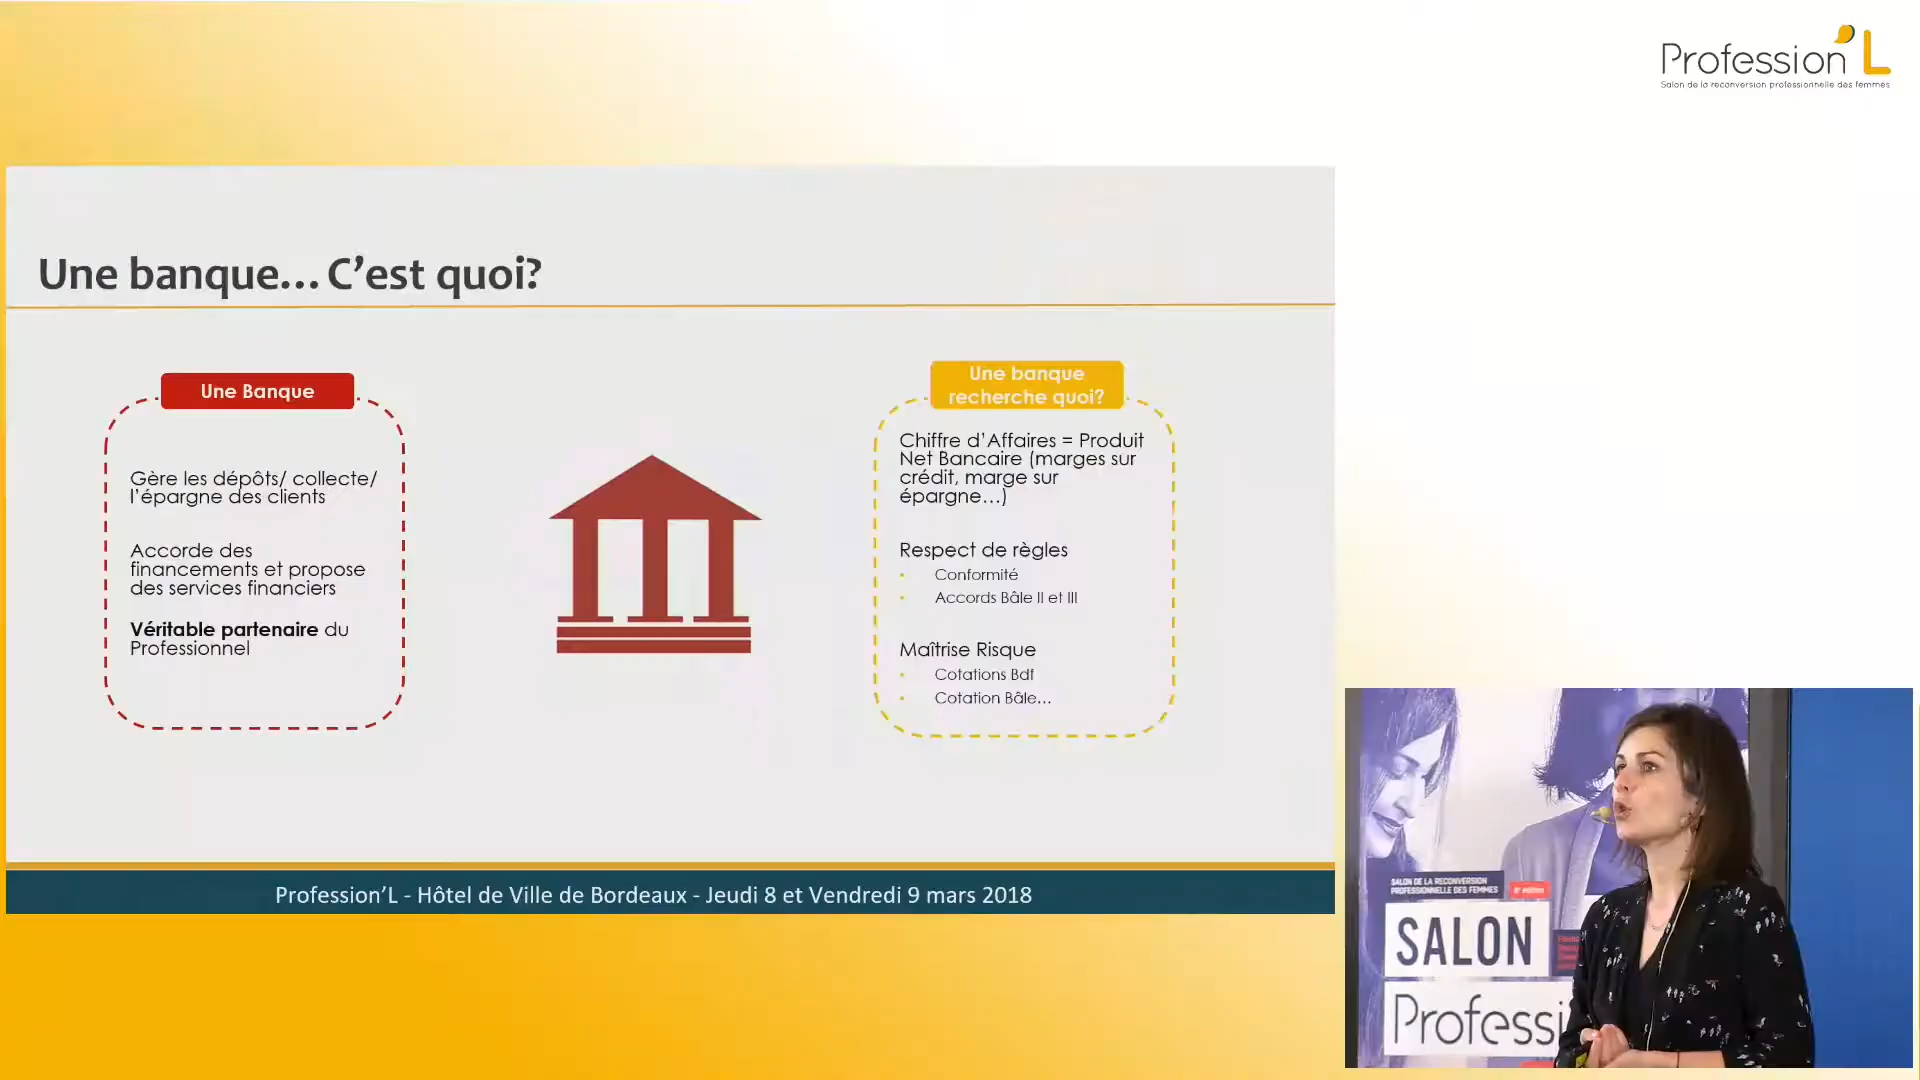 Profession'L
Salon de la reconversion professionnelle des femmes
Une banque… C’est quoi?
Une Banque
Gère les dépôts/ collecte/
l’épargne des clients
Accorde des
financements et propose
des services financiers
Véritable partenaire du
Professionnel
Une banque
recherche quoi?
Chiffre d’Affaires = Produit
Net Bancaire (marges sur
crédit, marge sur
épargne…)
Respect de règles
• Conformité
• Accords Bâle II et III
Maîtrise Risque
• Cotations Bdf
• Cotation Bâle…
Profession’L - Hôtel de Ville de Bordeaux - Jeudi 8 et Vendredi 9 mars 2018
SALON DE LA RECONVERSION
PROFESSIONNELLE DES FEMMES
SALON
Professi